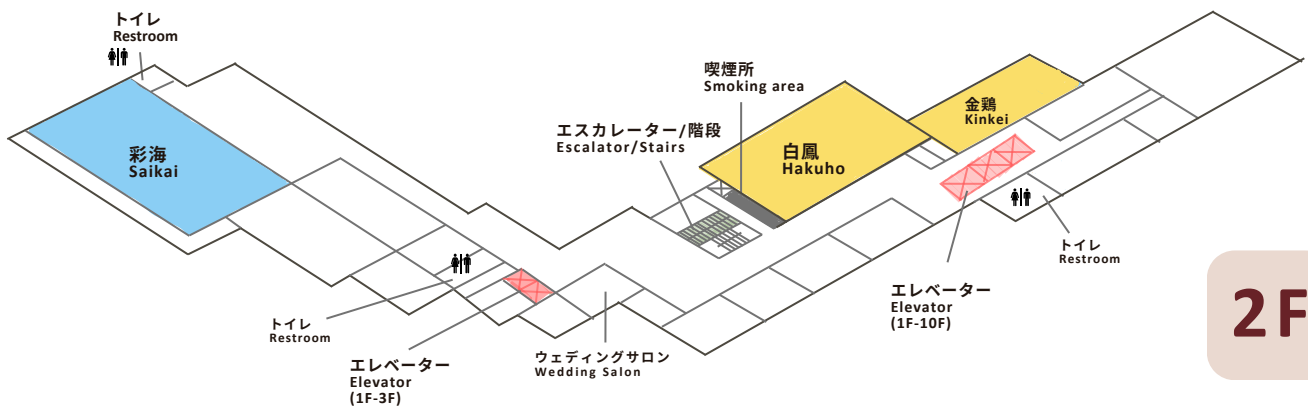 トイレ
Restroom
彩海
Saikai
喫煙所
Smoking area
エスカレーター/階段
Escalator/Stairs
白鳳
Hakuho
金鶏
Kinkei
トイレ
Restroom
エレベーター
Elevator
(1F-3F)
ウェディングサロン
Wedding Salon
エレベーター
Elevator
(1F-10F)
トイレ
Restroom
2F